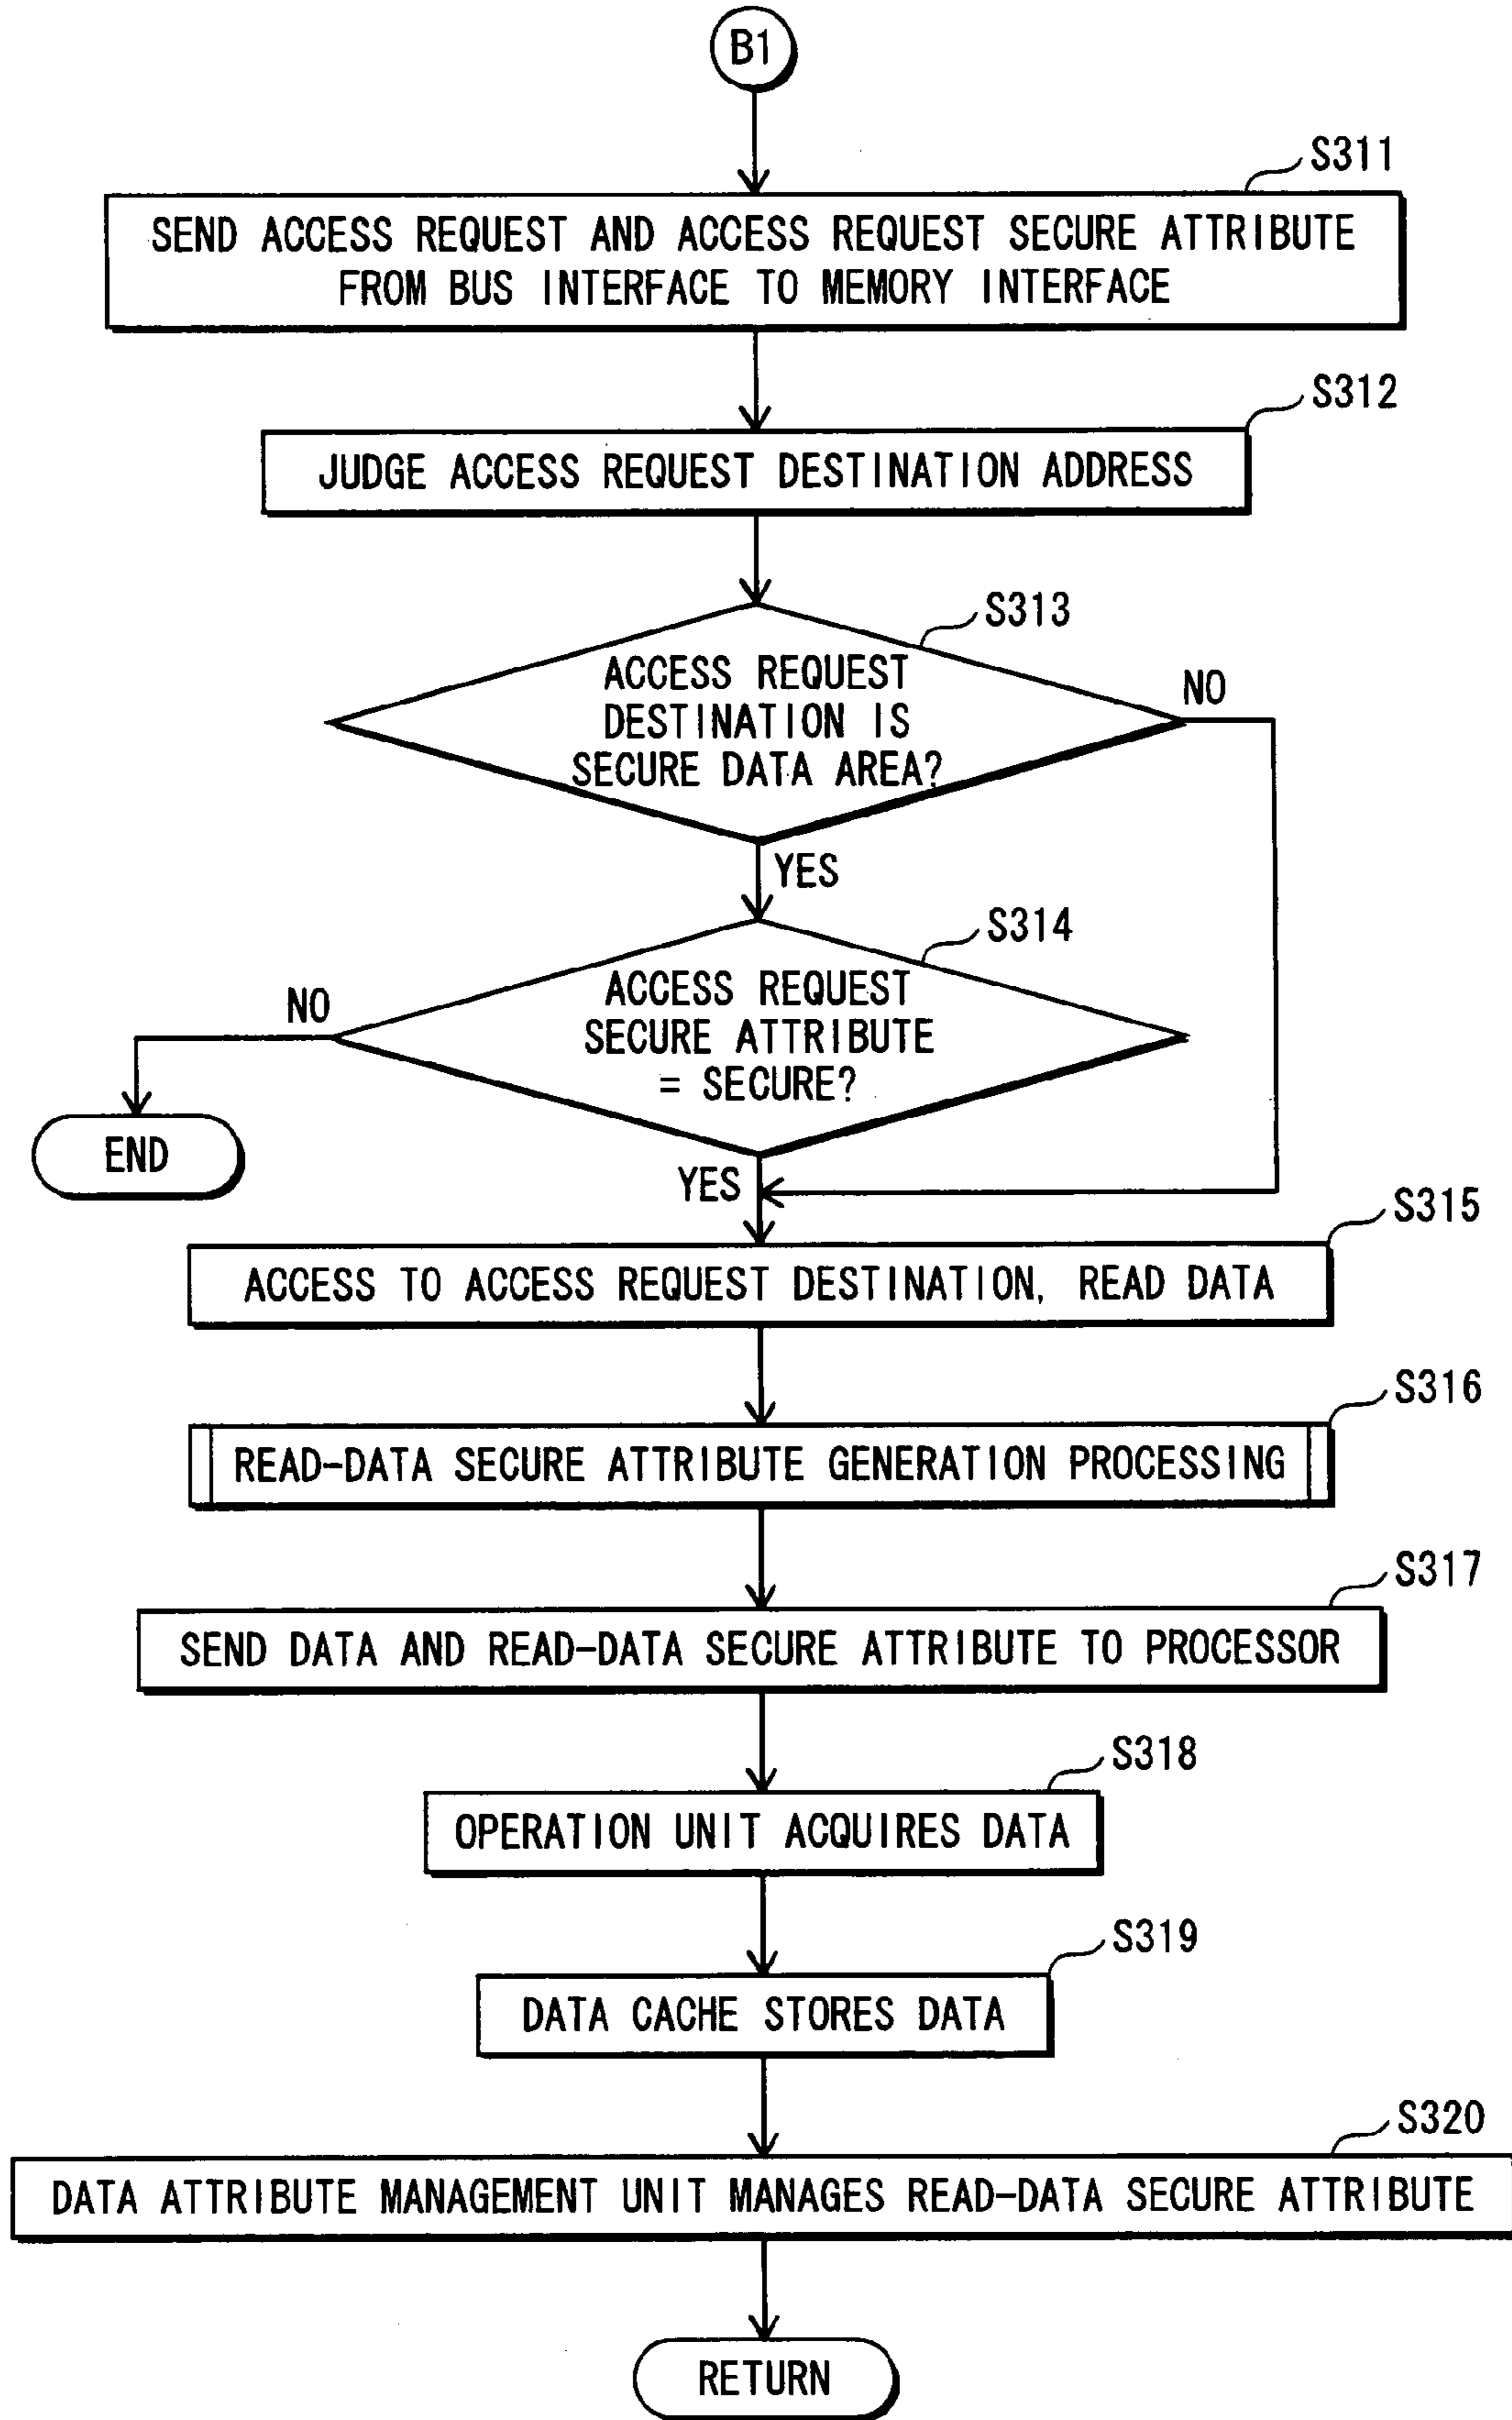 B1
S311
SEND ACCESS REQUEST AND ACCESS REQUEST SECURE ATTRIBUTE
FROM BUS INTERFACE TO MEMORY INTERFACE
S312
JUDGE ACCESS REQUEST DESTINATION ADDRESS
S313
ACCESS REQUEST
DESTINATION IS
SECURE DATA AREA?
NO
YES
S314
ACCESS REQUEST
SECURE ATTRIBUTE
= SECURE?
NO
END
YES
S315
ACCESS TO ACCESS REQUEST DESTINATION, READ DATA
S316
READ-DATA SECURE ATTRIBUTE GENERATION PROCESSING
S317
SEND DATA AND READ-DATA SECURE ATTRIBUTE TO PROCESSOR
S318
OPERATION UNIT ACQUIRES DATA
S319
DATA CACHE STORES DATA
S320
DATA ATTRIBUTE MANAGEMENT UNIT MANAGES READ-DATA SECURE ATTRIBUTE
RETURN